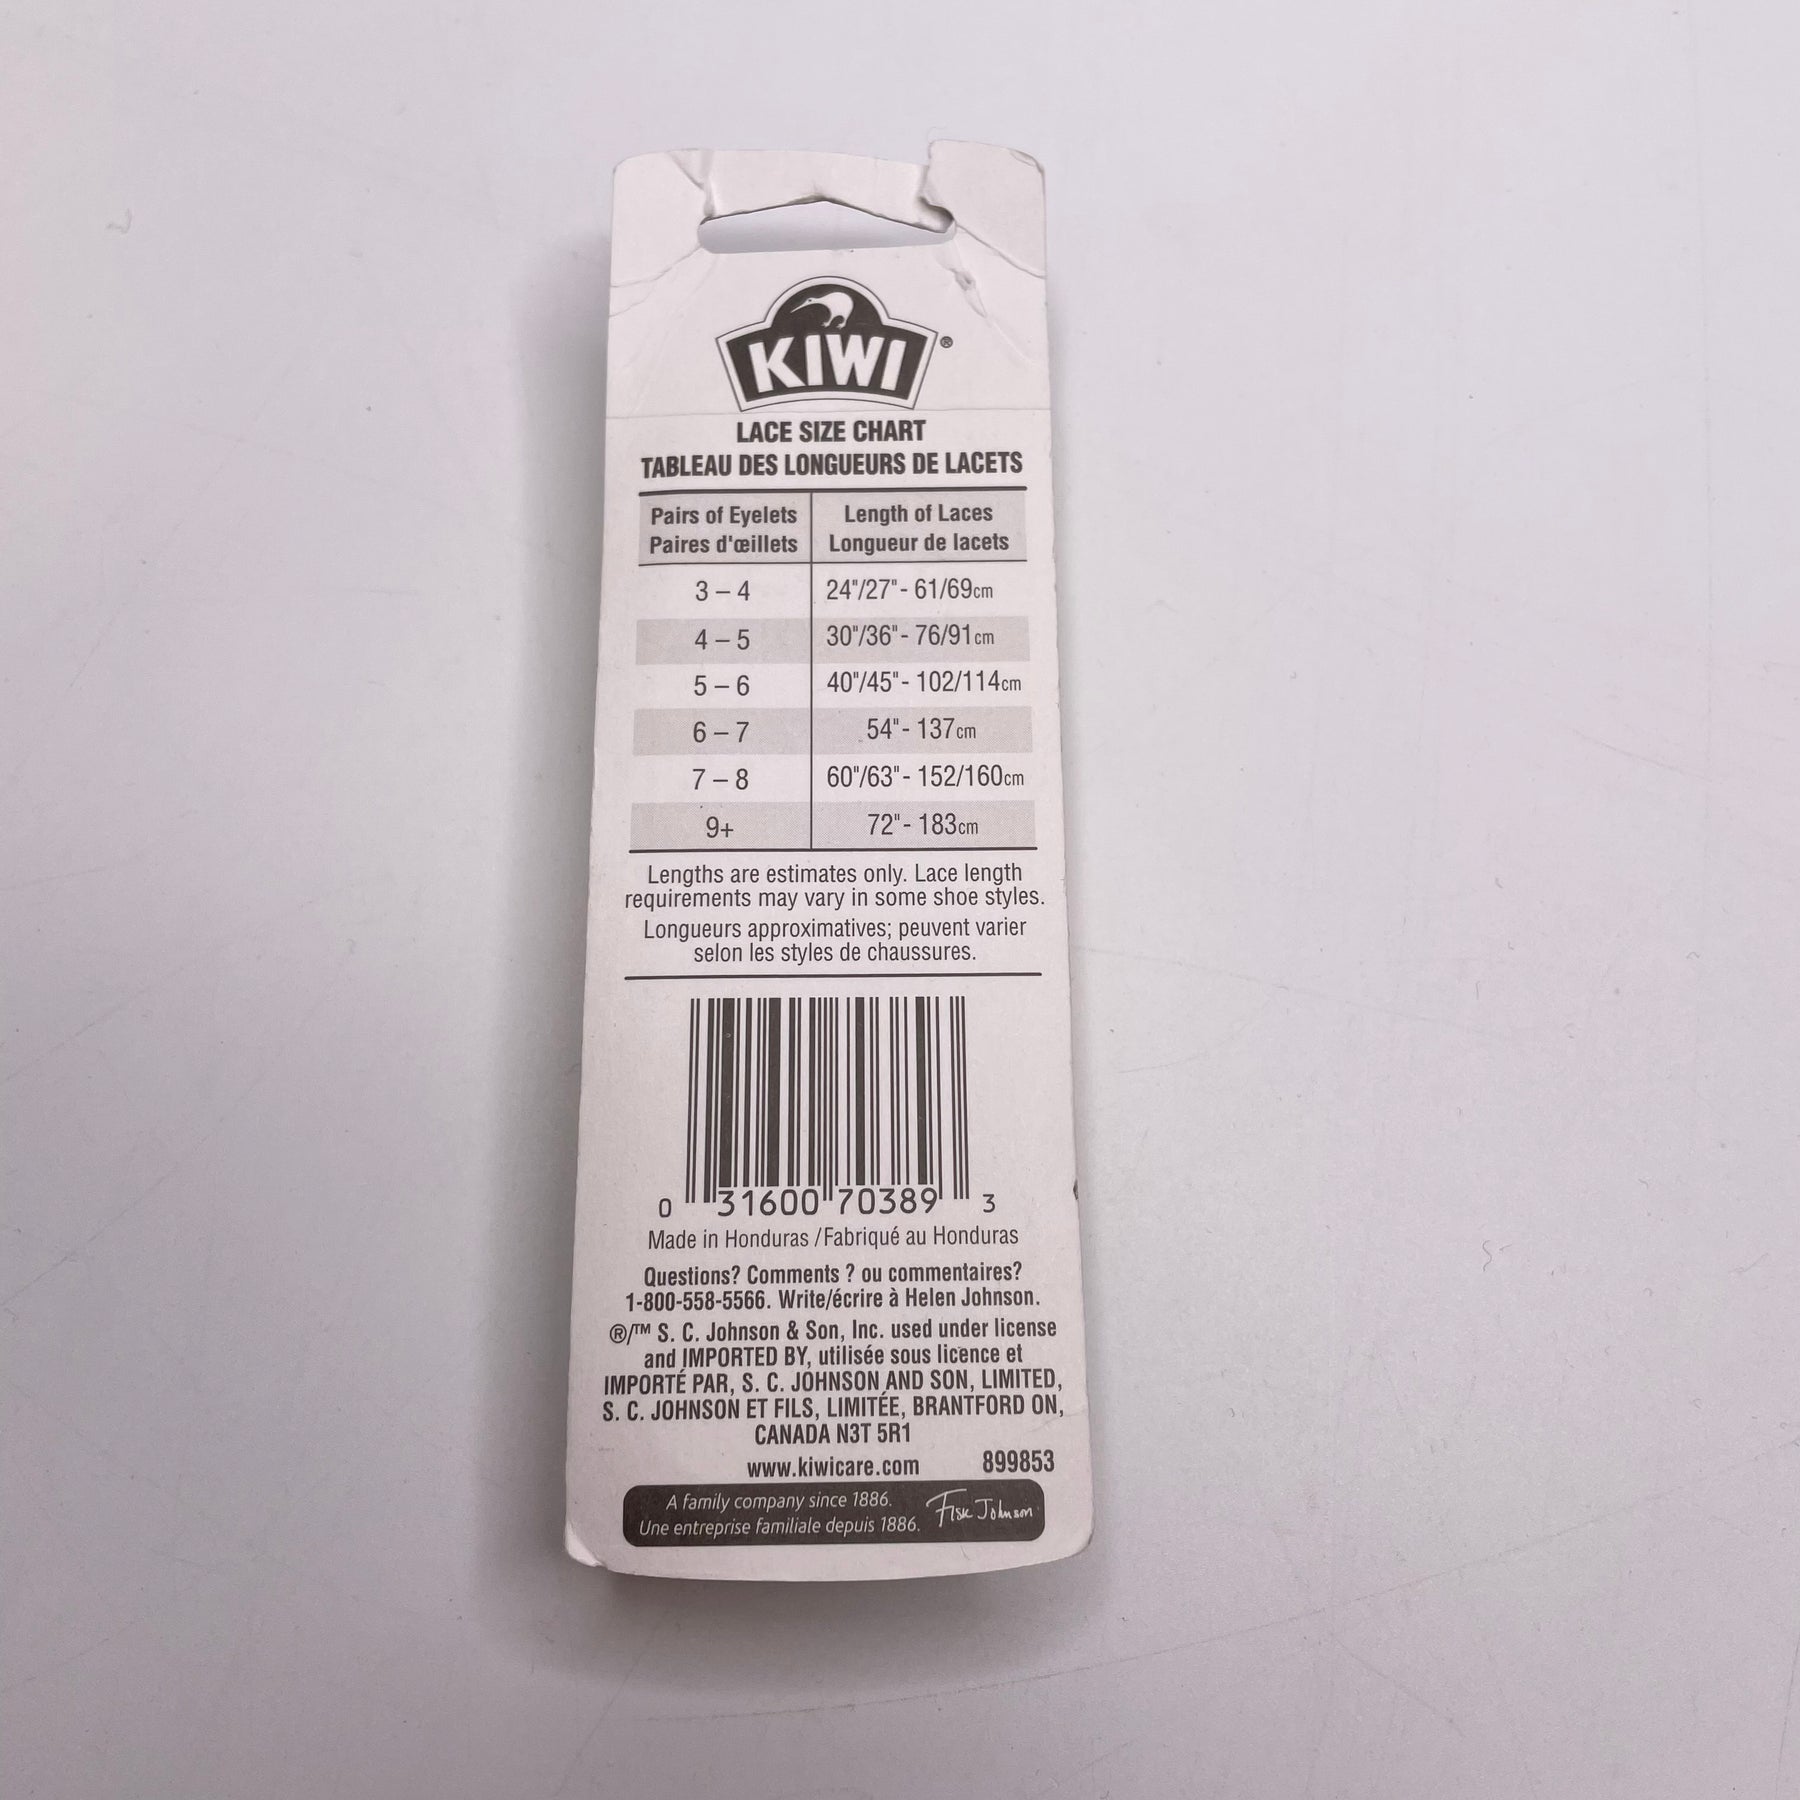 KIWI®
LACE SIZE CHART
TABLEAU DES LONGUEURS DE LACETS
Pairs of Eyelets Length of Laces
Paires d'œillets Longueur de lacets
3 – 4 24"/27" - 61/69cm
4 – 5 30"/36" - 76/91cm
5 – 6 40"/45" - 102/114cm
6 – 7 54" - 137cm
7 – 8 60"/63" - 152/160cm
9+ 72" - 183cm
Lengths are estimates only. Lace length
requirements may vary in some shoe styles.
Longueurs approximatives; peuvent varier
selon les styles de chaussures.
0 31600 70389 3
Made in Honduras / Fabriqué au Honduras
Questions? Comments ? ou commentaires?
1-800-558-5566. Write/écrire à Helen Johnson.
®/™ S. C. Johnson & Son, Inc. used under license
and IMPORTED BY, utilisée sous licence et
IMPORTÉ PAR, S. C. JOHNSON AND SON, LIMITED,
S. C. JOHNSON ET FILS, LIMITÉE, BRANTFORD ON,
CANADA N3T 5R1
www.kiwicare.com 899853
A family company since 1886.
Une entreprise familiale depuis 1886. Fisk Johnson